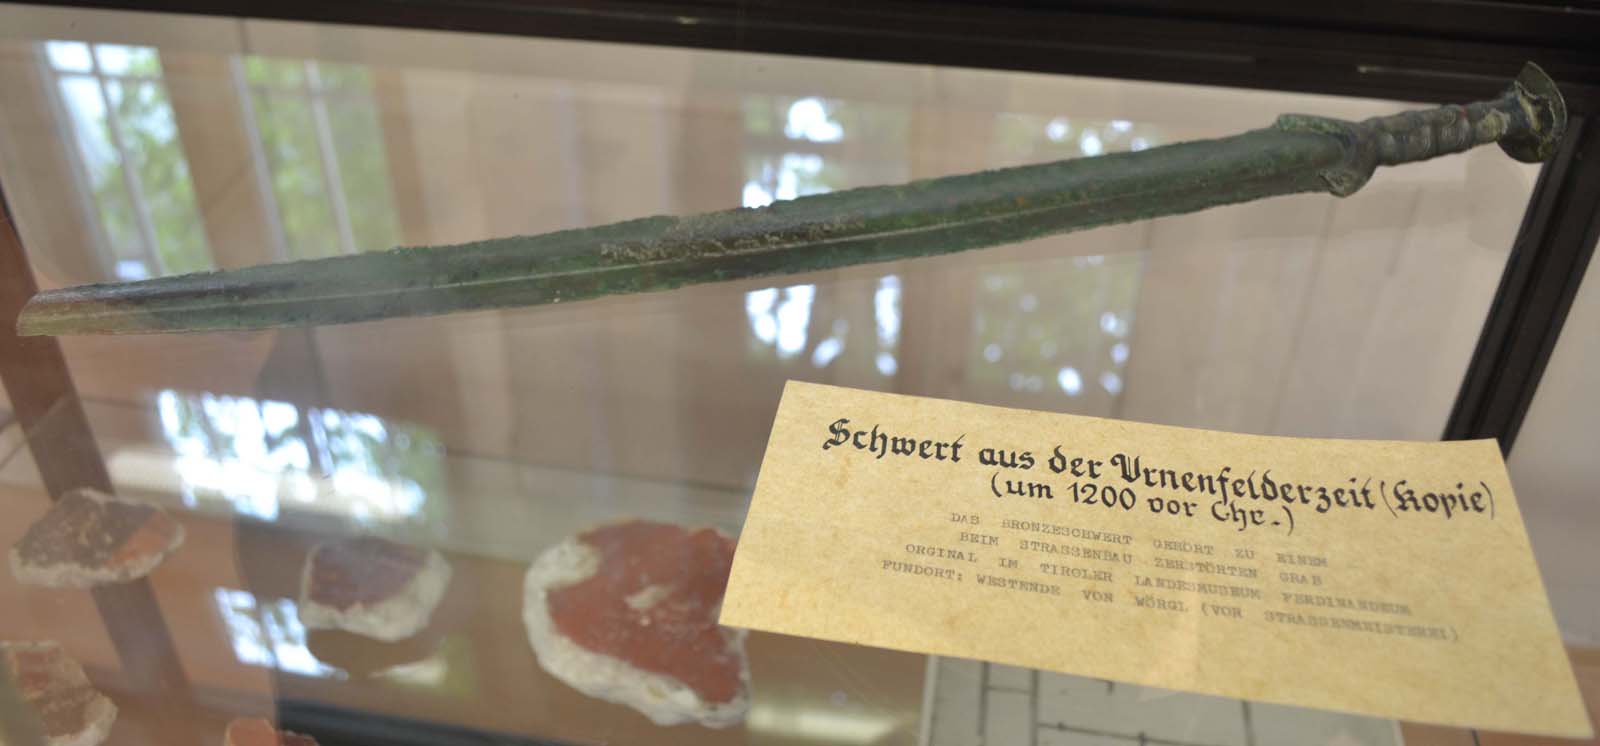 Schwert aus der Urnenfelderzeit (Kopie)
(um 1200 vor Chr.)
DAS BRONZESCHWERT GEHÖRT ZU EINEM
BEIM STRASSENBAU ZERSTÖRTEN GRAB
ORGINAL IM TIROLER LANDESMUSEUM FERDINANDEUM
FUNDORT: WESTENDE VON WÖRGL (VOR STRASSENMEISTEREI)